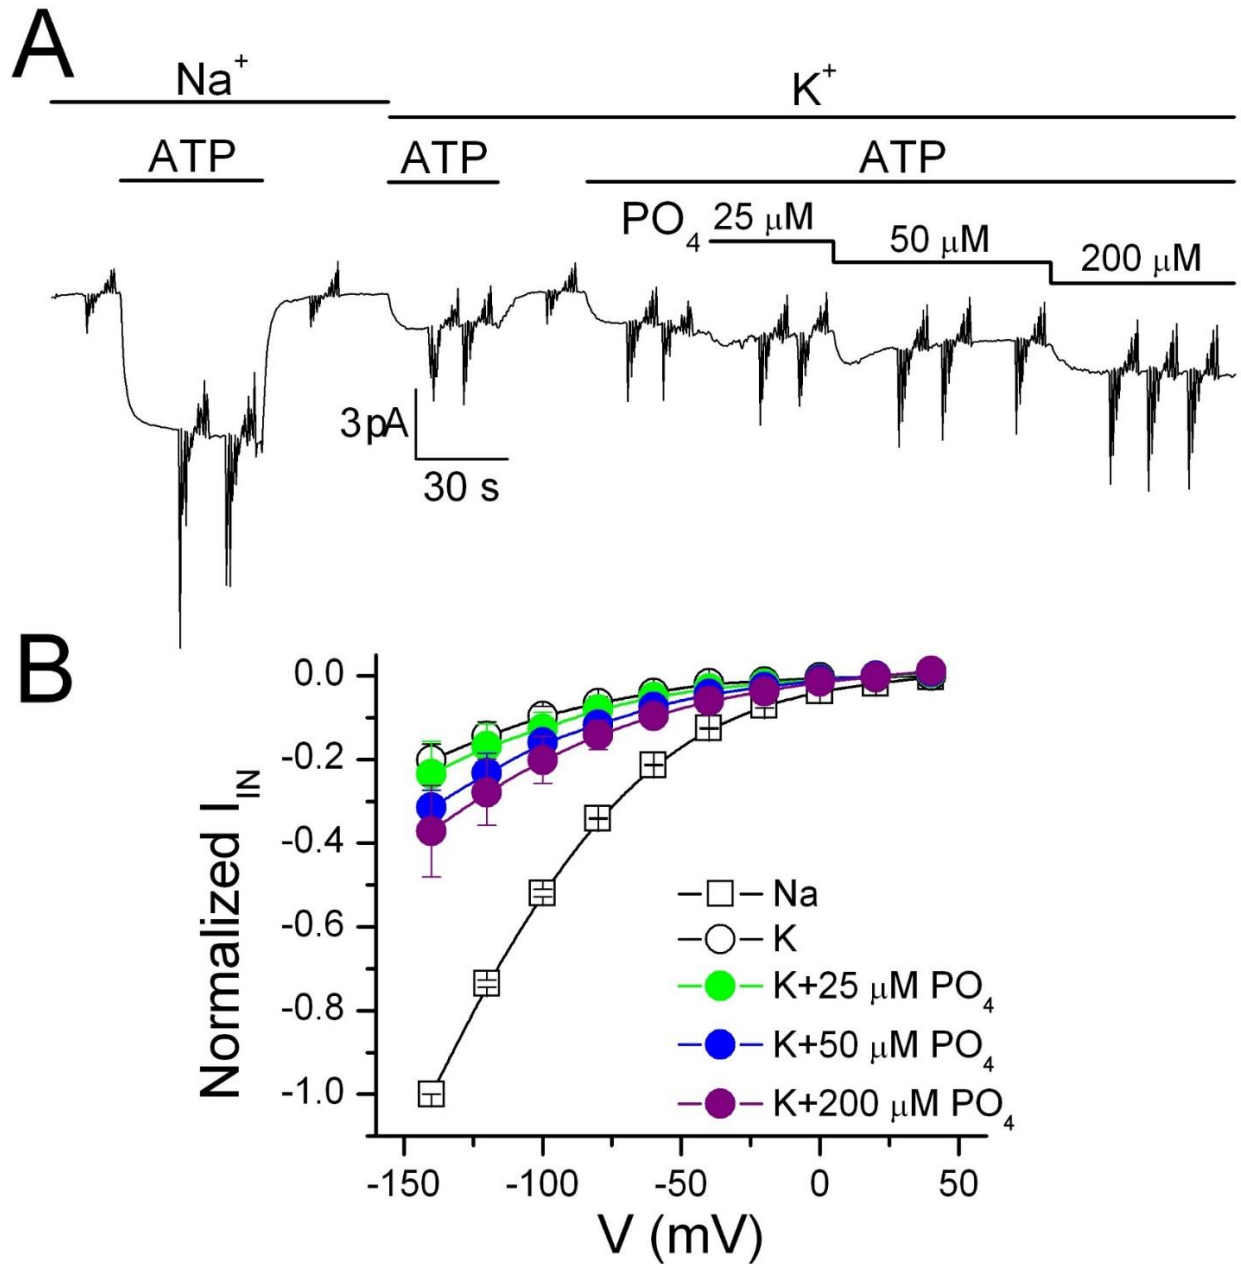 A
Na⁺
K⁺
ATP ATP ATP
PO₄ 25 μM
50 μM
200 μM
3pA
30 s
B
0.0
-0.2
-0.4
-0.6
-0.8
-1.0
Normalized I_IN
Na
K
K+25 μM PO₄
K+50 μM PO₄
K+200 μM PO₄
-150 -100 -50 0 50
V (mV)